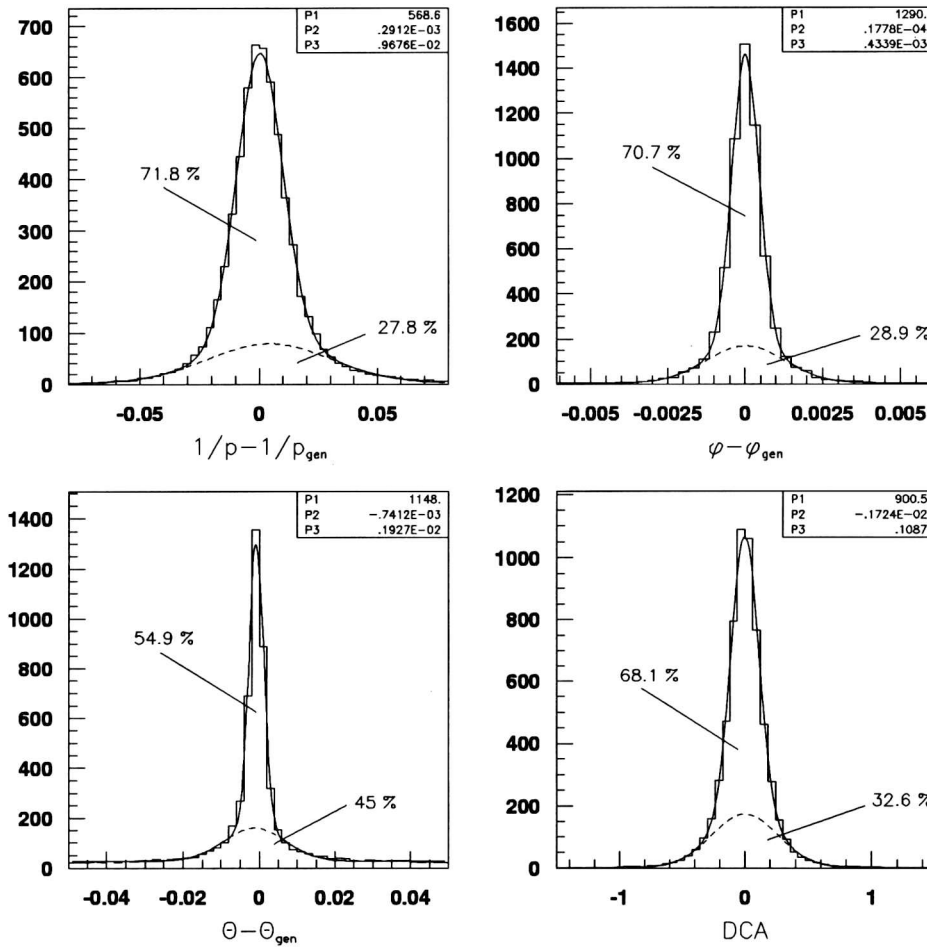 P1 568.6
P2 .2912E-03
P3 .9676E-02
700
600
500
400
300
200
100
0
71.8 %
27.8 %
-0.05 0 0.05
1/p−1/pgen
P1 1290.
P2 .1778E-04
P3 .4339E-03
1600
1400
1200
1000
800
600
400
200
0
70.7 %
28.9 %
-0.005 -0.0025 0 0.0025 0.005
φ−φgen
P1 1148.
P2 -.7412E-03
P3 .1927E-02
1400
1200
1000
800
600
400
200
0
54.9 %
45 %
-0.04 -0.02 0 0.02 0.04
Θ−Θgen
P1 900.5
P2 -.1724E-02
P3 .1087
1200
1000
800
600
400
200
0
68.1 %
32.6 %
-1 0 1
DCA